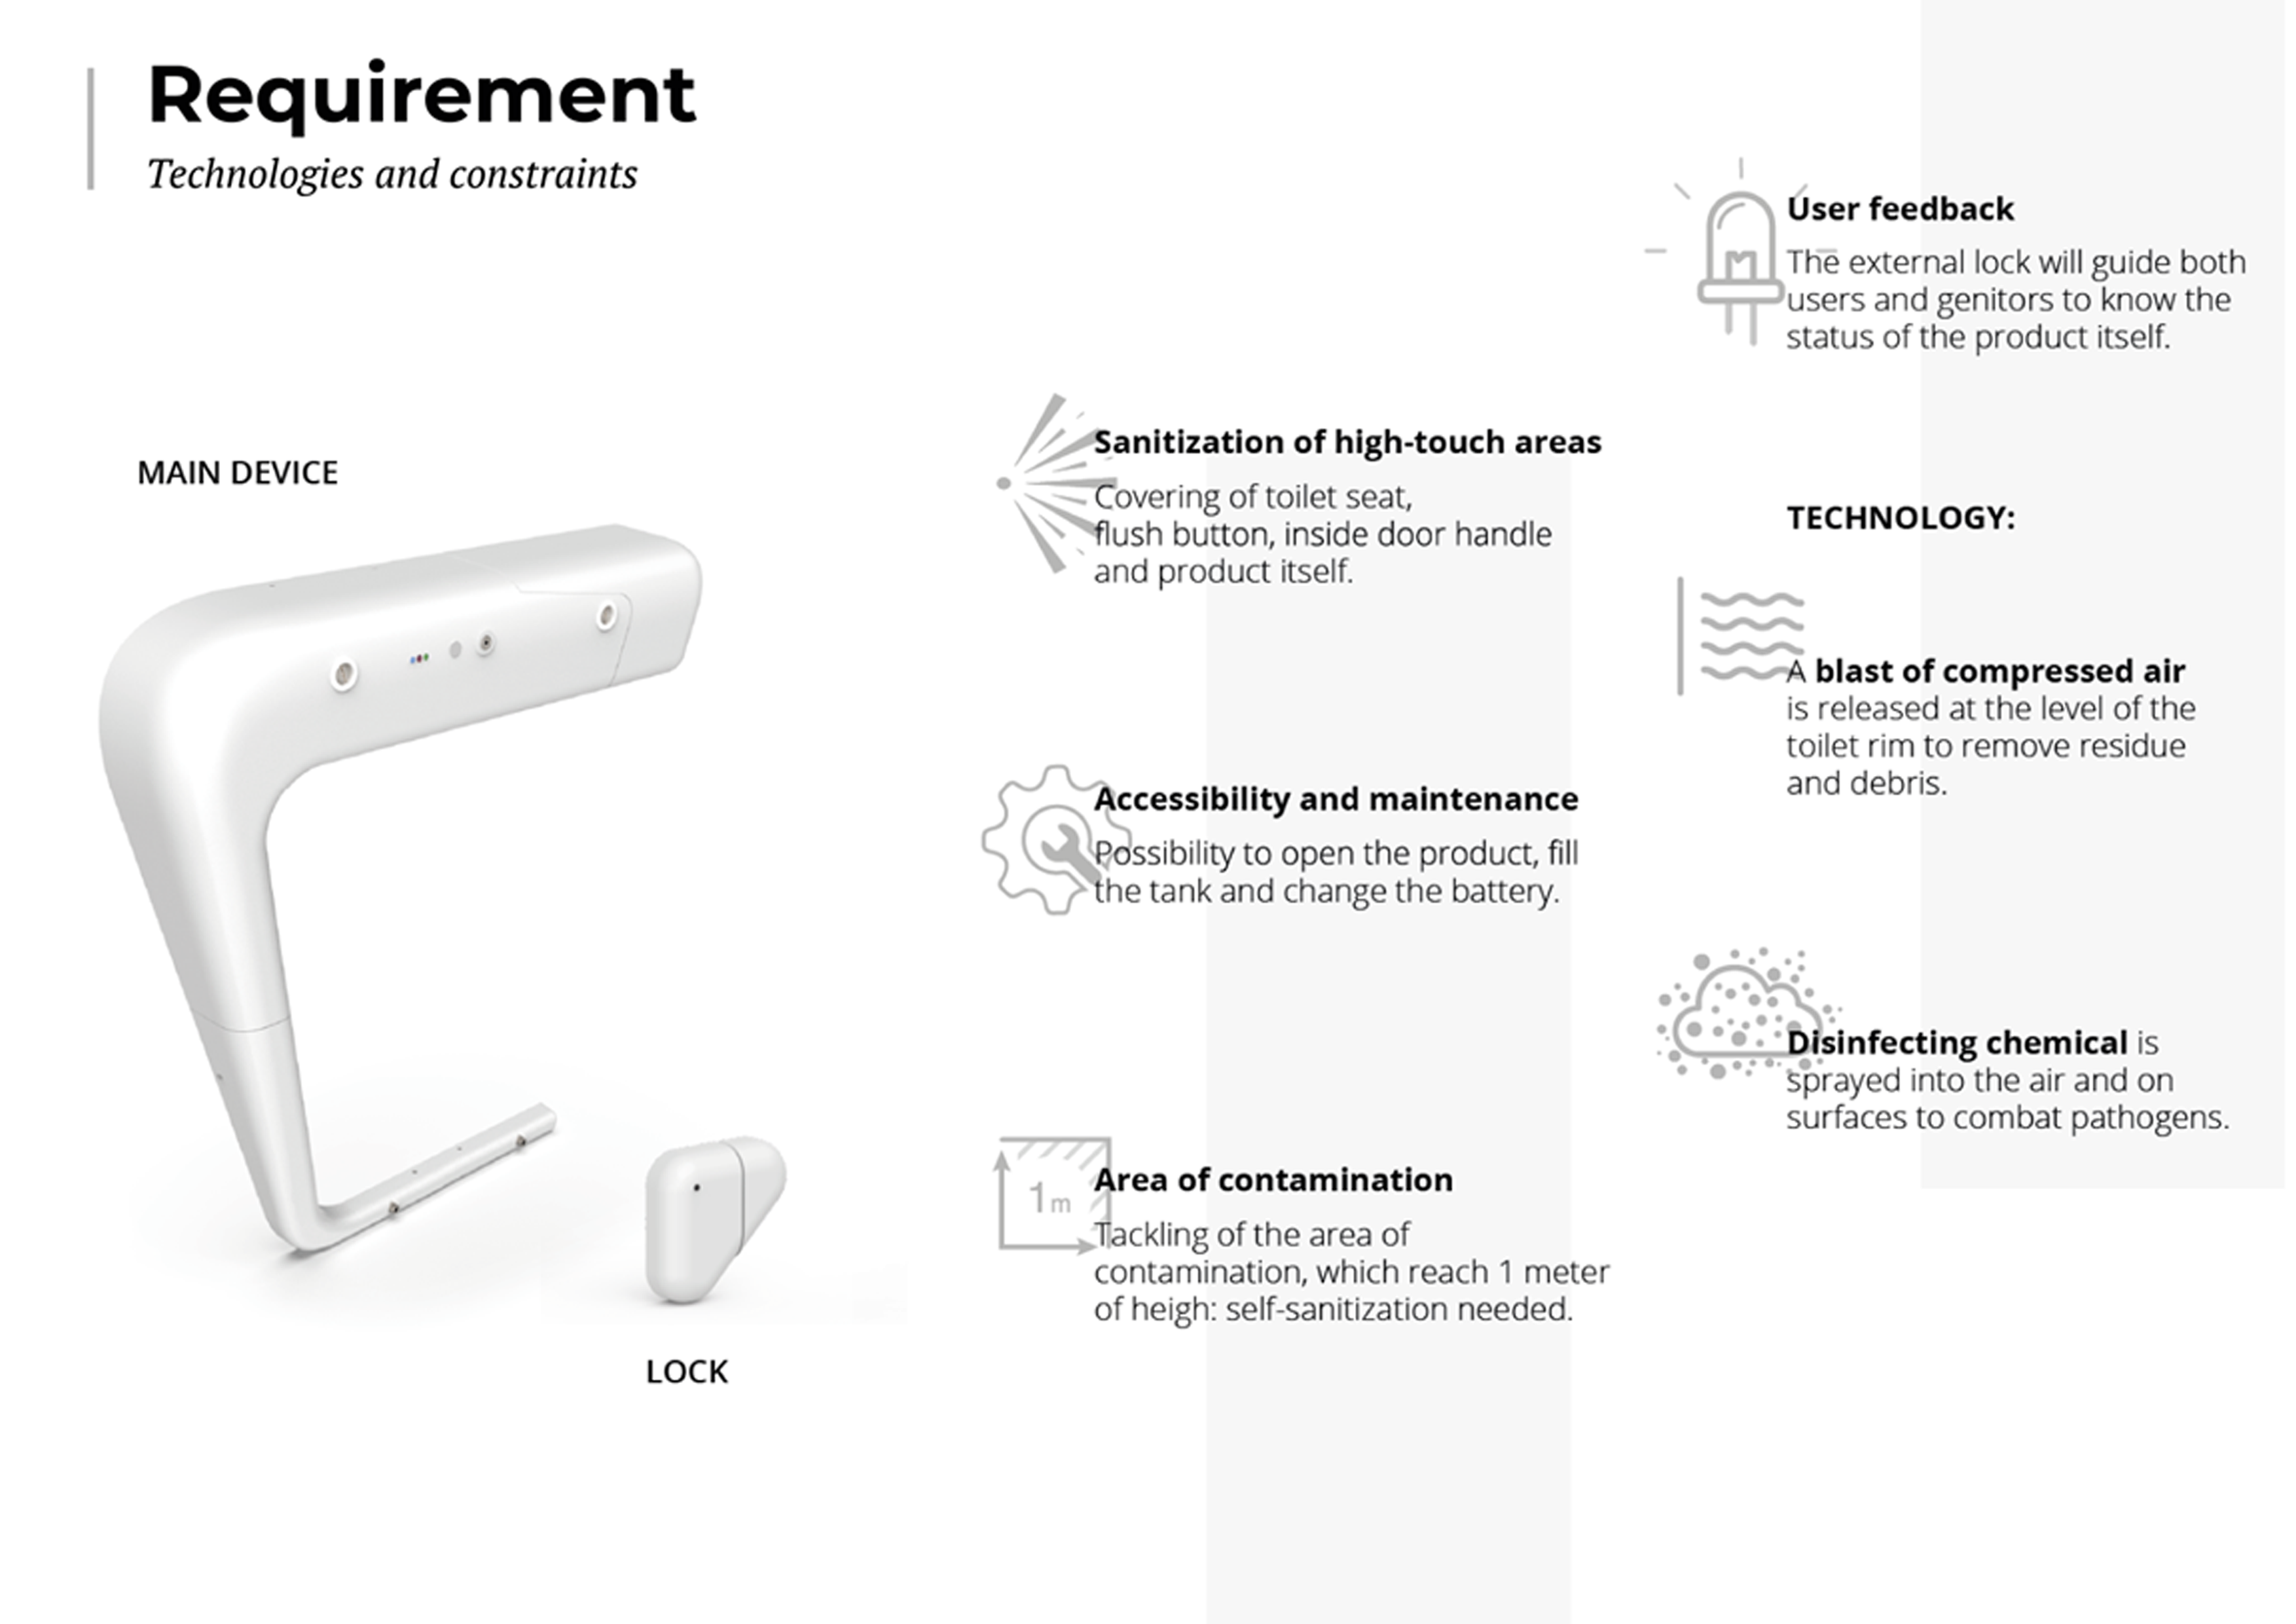 Requirement
Technologies and constraints
MAIN DEVICE
LOCK
Sanitization of high-touch areas
Covering of toilet seat,
flush button, inside door handle
and product itself.
Accessibility and maintenance
Possibility to open the product, fill
the tank and change the battery.
1 m
Area of contamination
Tackling of the area of
contamination, which reach 1 meter
of heigh: self-sanitization needed.
User feedback
The external lock will guide both
users and genitors to know the
status of the product itself.
TECHNOLOGY:
A blast of compressed air
is released at the level of the
toilet rim to remove residue
and debris.
Disinfecting chemical is
sprayed into the air and on
surfaces to combat pathogens.